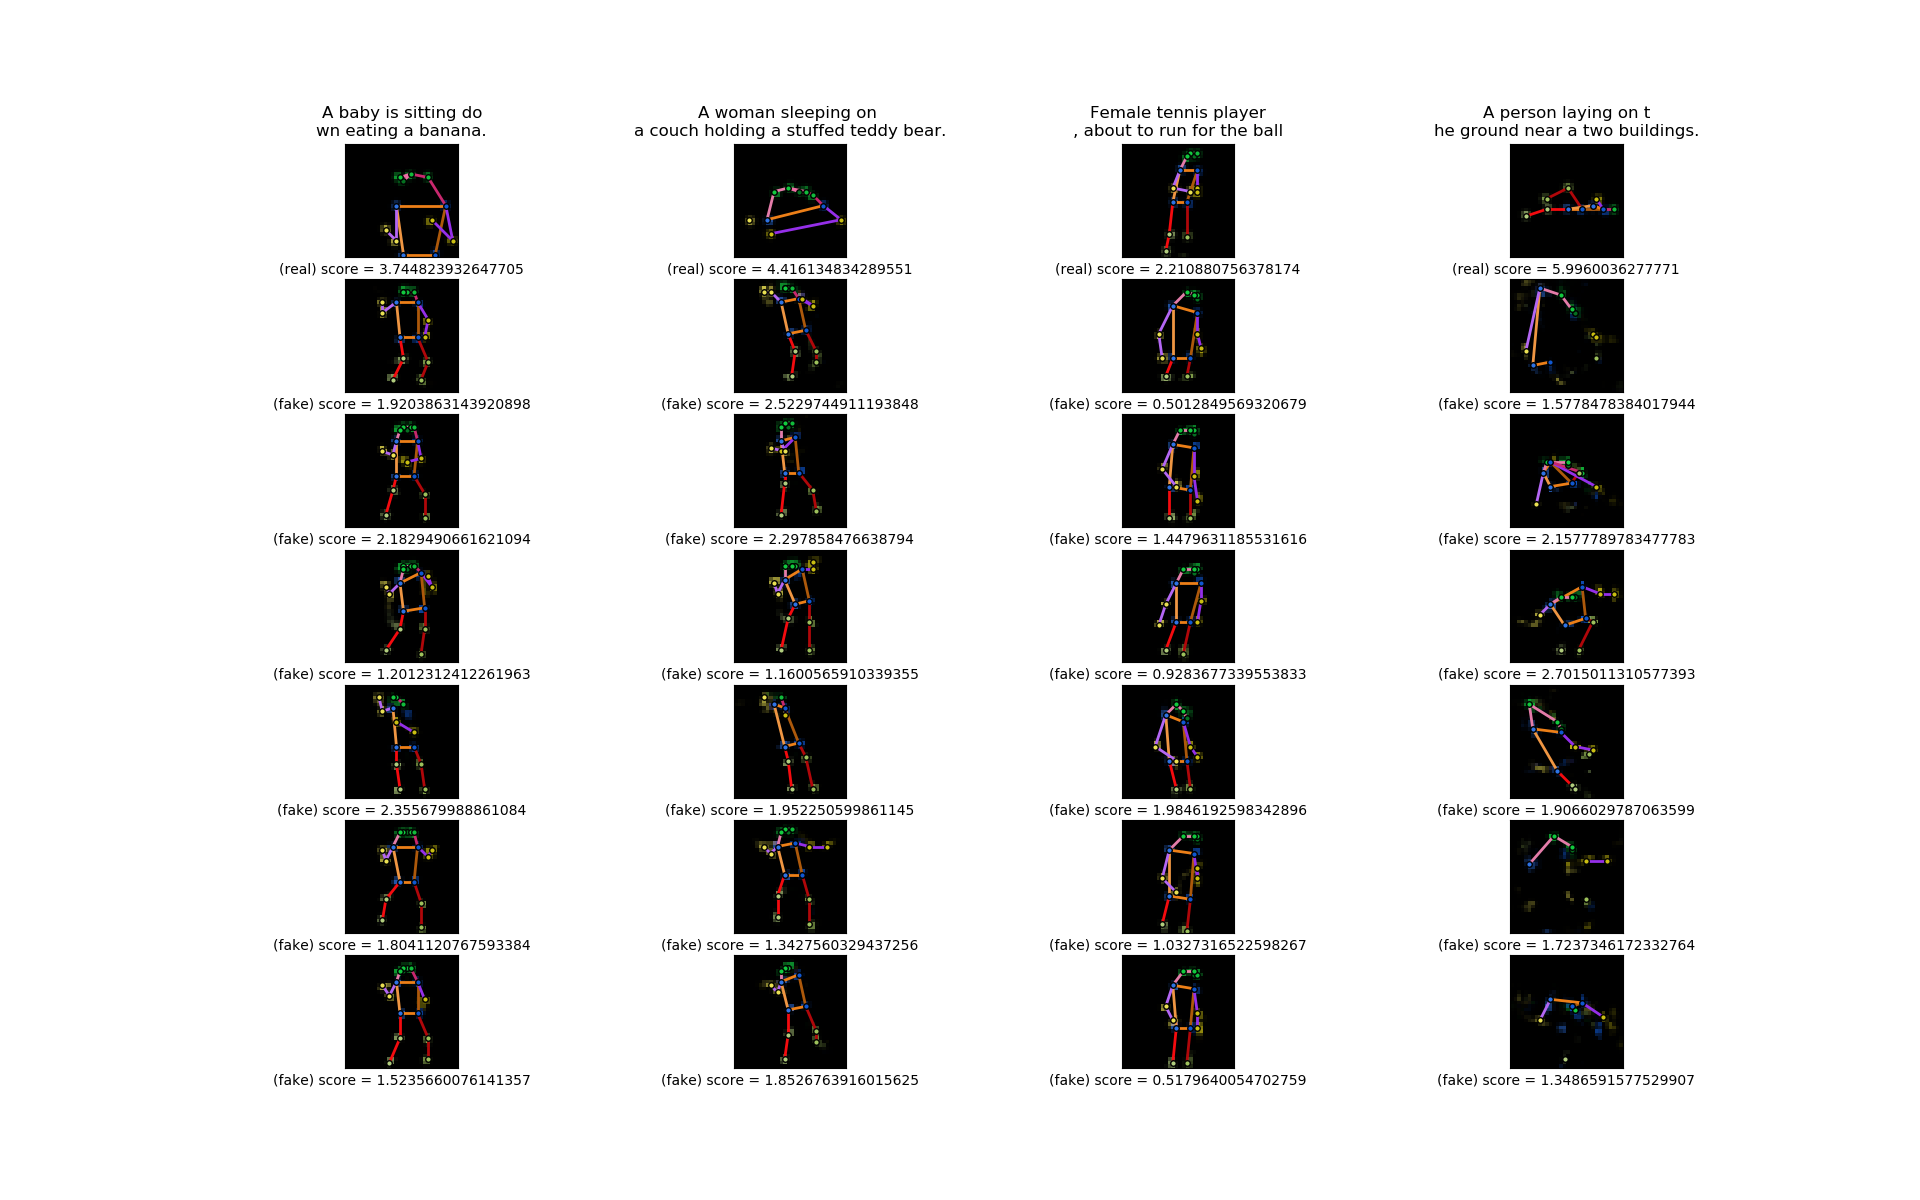 A baby is sitting do
wn eating a banana.
A woman sleeping on
a couch holding a stuffed teddy bear.
Female tennis player
, about to run for the ball
A person laying on t
he ground near a two buildings.
(real) score = 3.744823932647705
(real) score = 4.416134834289551
(real) score = 2.210880756378174
(real) score = 5.9960036277771
(fake) score = 1.9203863143920898
(fake) score = 2.5229744911193848
(fake) score = 0.5012849569320679
(fake) score = 1.5778478384017944
(fake) score = 2.1829490661621094
(fake) score = 2.297858476638794
(fake) score = 1.4479631185531616
(fake) score = 2.1577789783477783
(fake) score = 1.2012312412261963
(fake) score = 1.1600565910339355
(fake) score = 0.9283677339553833
(fake) score = 2.7015011310577393
(fake) score = 2.355679988861084
(fake) score = 1.952250599861145
(fake) score = 1.9846192598342896
(fake) score = 1.9066029787063599
(fake) score = 1.8041120767593384
(fake) score = 1.3427560329437256
(fake) score = 1.0327316522598267
(fake) score = 1.7237346172332764
(fake) score = 1.5235660076141357
(fake) score = 1.8526763916015625
(fake) score = 0.5179640054702759
(fake) score = 1.3486591577529907